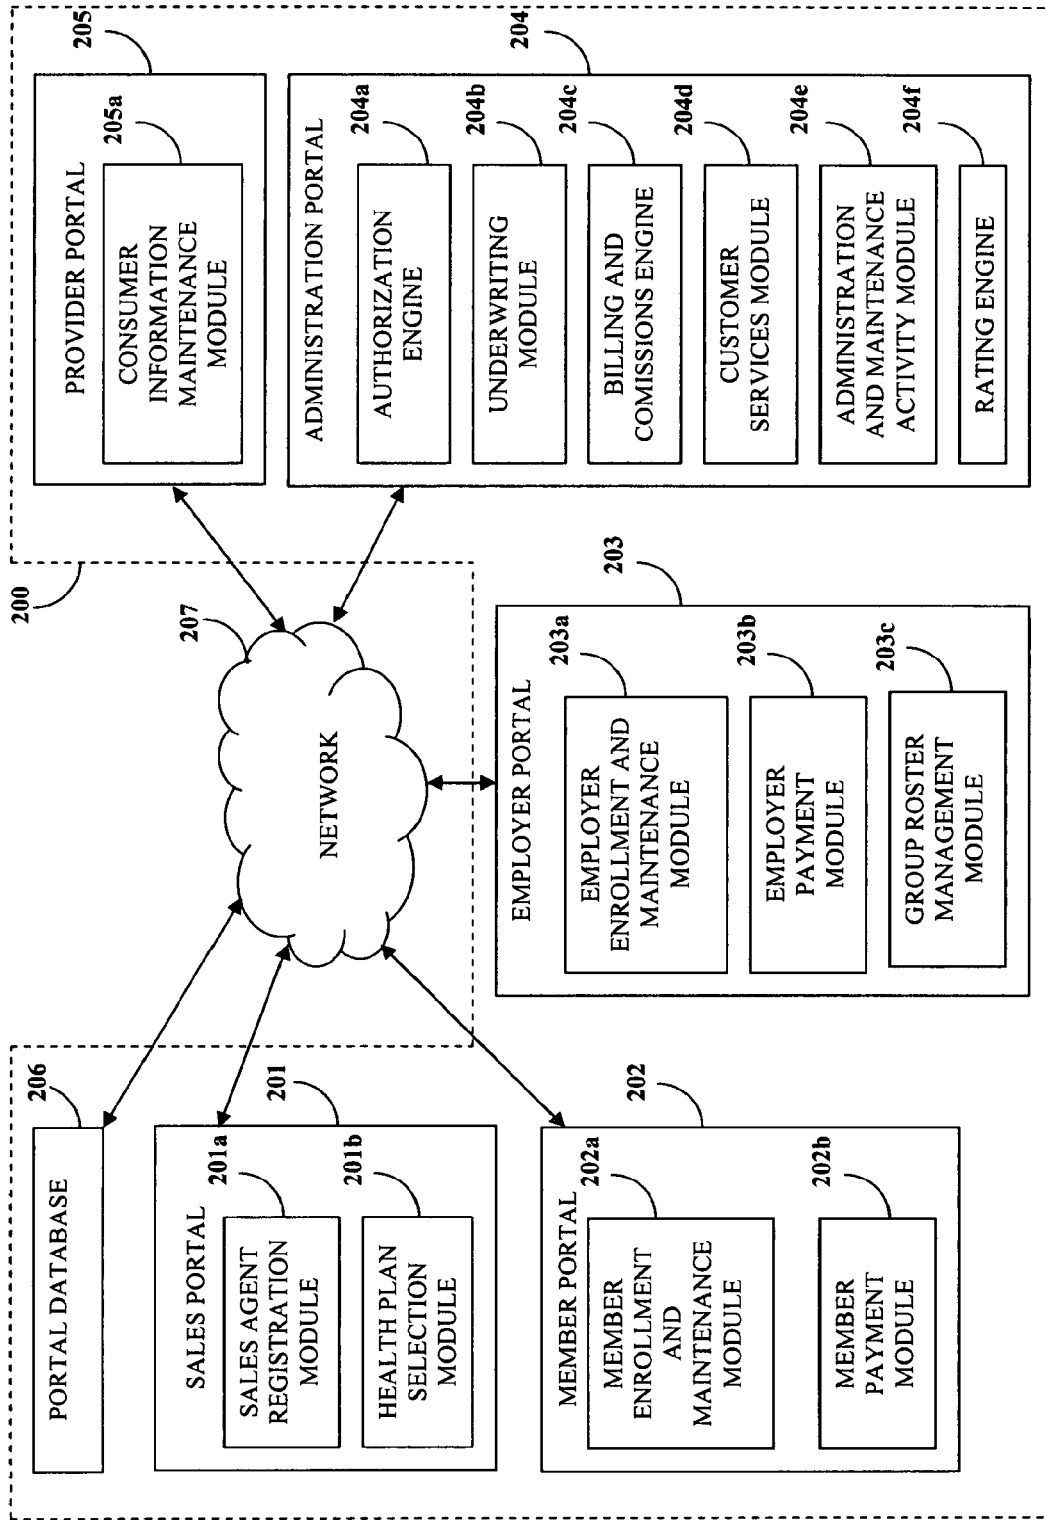 200
206
PORTAL DATABASE
201
SALES PORTAL
201a
SALES AGENT
REGISTRATION
MODULE
201b
HEALTH PLAN
SELECTION
MODULE
202
MEMBER PORTAL
202a
MEMBER
ENROLLMENT
AND
MAINTENANCE
MODULE
202b
MEMBER
PAYMENT
MODULE
207
NETWORK
203
EMPLOYER PORTAL
203a
EMPLOYER
ENROLLMENT AND
MAINTENANCE
MODULE
203b
EMPLOYER
PAYMENT
MODULE
203c
GROUP ROSTER
MANAGEMENT
MODULE
205
PROVIDER PORTAL
205a
CONSUMER
INFORMATION
MAINTENANCE
MODULE
204
ADMINISTRATION PORTAL
204a
AUTHORIZATION
ENGINE
204b
UNDERWRITING
MODULE
204c
BILLING AND
COMISSIONS ENGINE
204d
CUSTOMER
SERVICES MODULE
204e
ADMINISTRATION
AND MAINTENANCE
ACTIVITY MODULE
204f
RATING ENGINE